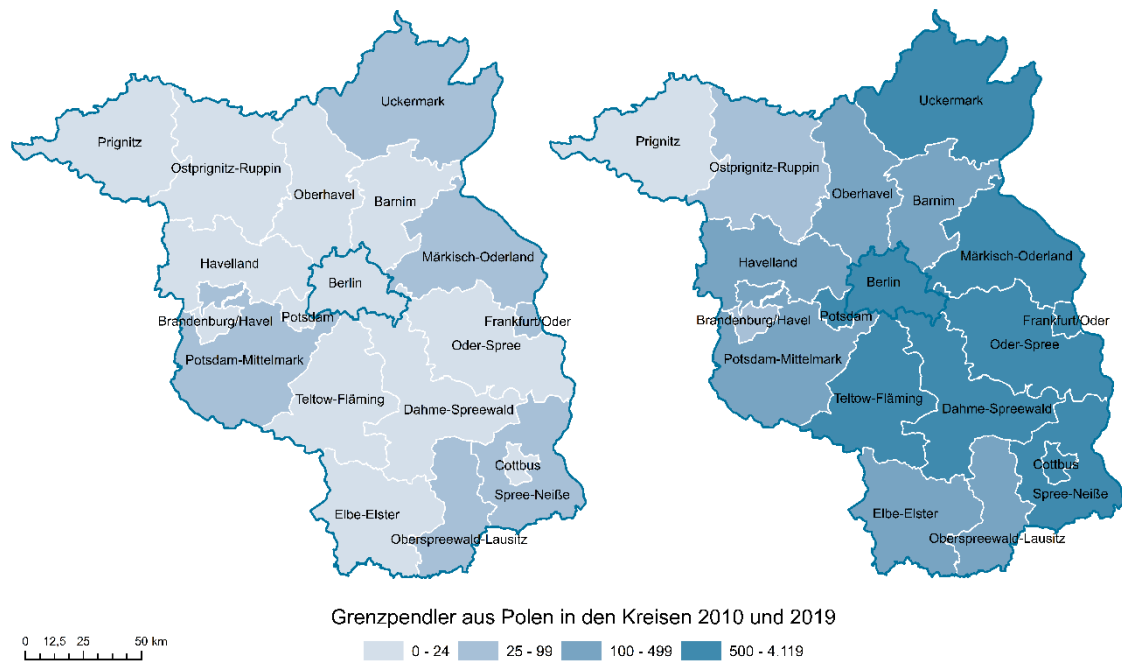 Uckermark
Prignitz
Ostprignitz-Ruppin
Oberhavel
Barnim
Märkisch-Oderland
Havelland
Berlin
Brandenburg/Havel
Potsdam
Frankfurt/Oder
Oder-Spree
Potsdam-Mittelmark
Teltow-Fläming
Dahme-Spreewald
Cottbus
Spree-Neiße
Elbe-Elster
Oberspreewald-Lausitz
Uckermark
Prignitz
Ostprignitz-Ruppin
Oberhavel
Barnim
Märkisch-Oderland
Havelland
Berlin
Brandenburg/Havel
Potsdam
Frankfurt/Oder
Oder-Spree
Potsdam-Mittelmark
Teltow-Fläming
Dahme-Spreewald
Cottbus
Spree-Neiße
Elbe-Elster
Oberspreewald-Lausitz
Grenzpendler aus Polen in den Kreisen 2010 und 2019
0 12,5 25 50 km
0 - 24 25 - 99 100 - 499 500 - 4.119